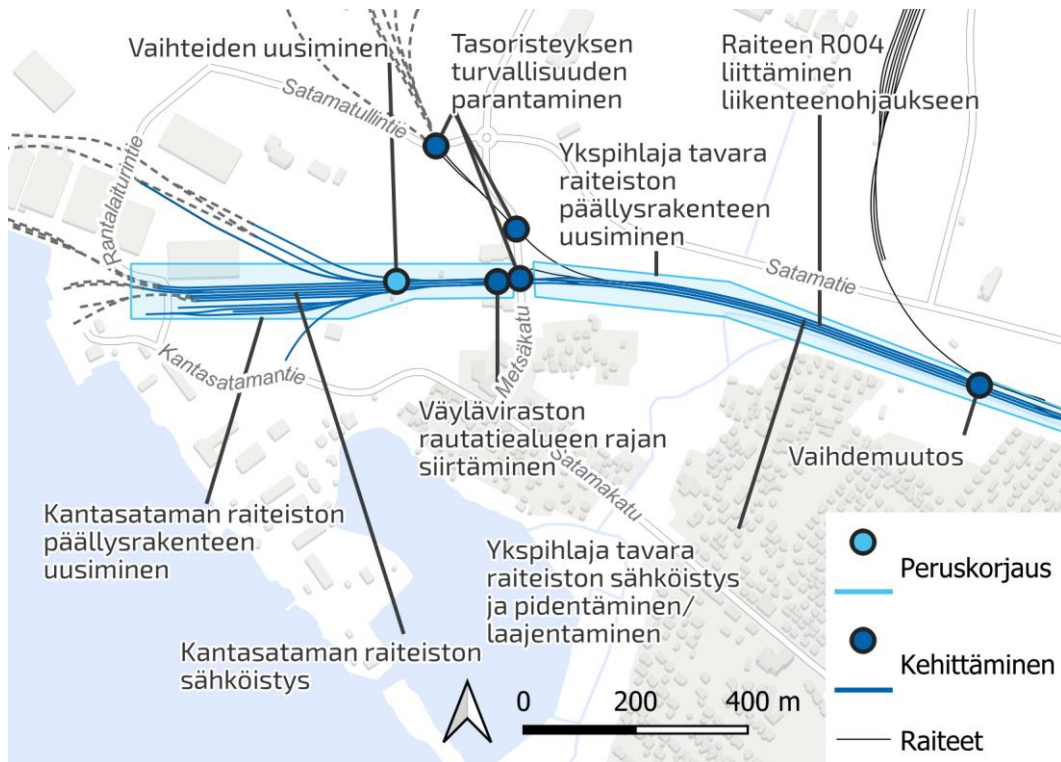 Vaihteiden uusiminen
Tasoristeyksen
turvallisuuden
parantaminen
Raiteen R004
liittäminen
liikenteenohjaukseen
Satamatullintie
Ykspihlaja tavara
raiteiston
päällysrakenteen
uusiminen
Rantalaiturintie
Satamatie
Metsäkatu
Kantasatamantie
Väyläviraston
rautatiealueen rajan
siirtäminen
Satamakatu
Vaihdemuutos
Kantasataman raiteiston
päällysrakenteen
uusiminen
Ykspihlaja tavara
raiteiston sähköistys
ja pidentäminen/
laajentaminen
Kantasataman raiteiston
sähköistys
0 200 400 m
Peruskorjaus
Kehittäminen
Raiteet